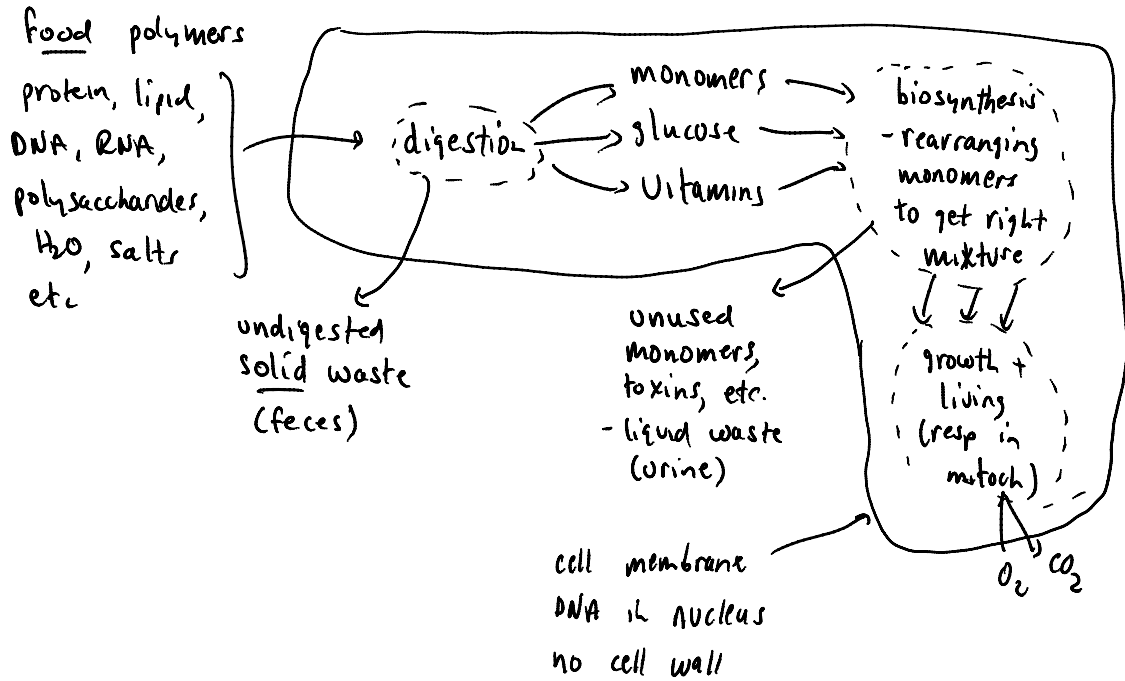 food polymers
protein, lipid,
DNA, RNA,
polysaccharides,
H₂O, salts
etc
digestion
monomers
glucose
vitamins
biosynthesis
- rearranging
monomers
to get right
mixture
undigested
solid waste
(feces)
unused
monomers,
toxins, etc.
- liquid waste
(urine)
growth +
living
(resp in
mitoch)
O₂ CO₂
cell membrane
DNA in nucleus
no cell wall